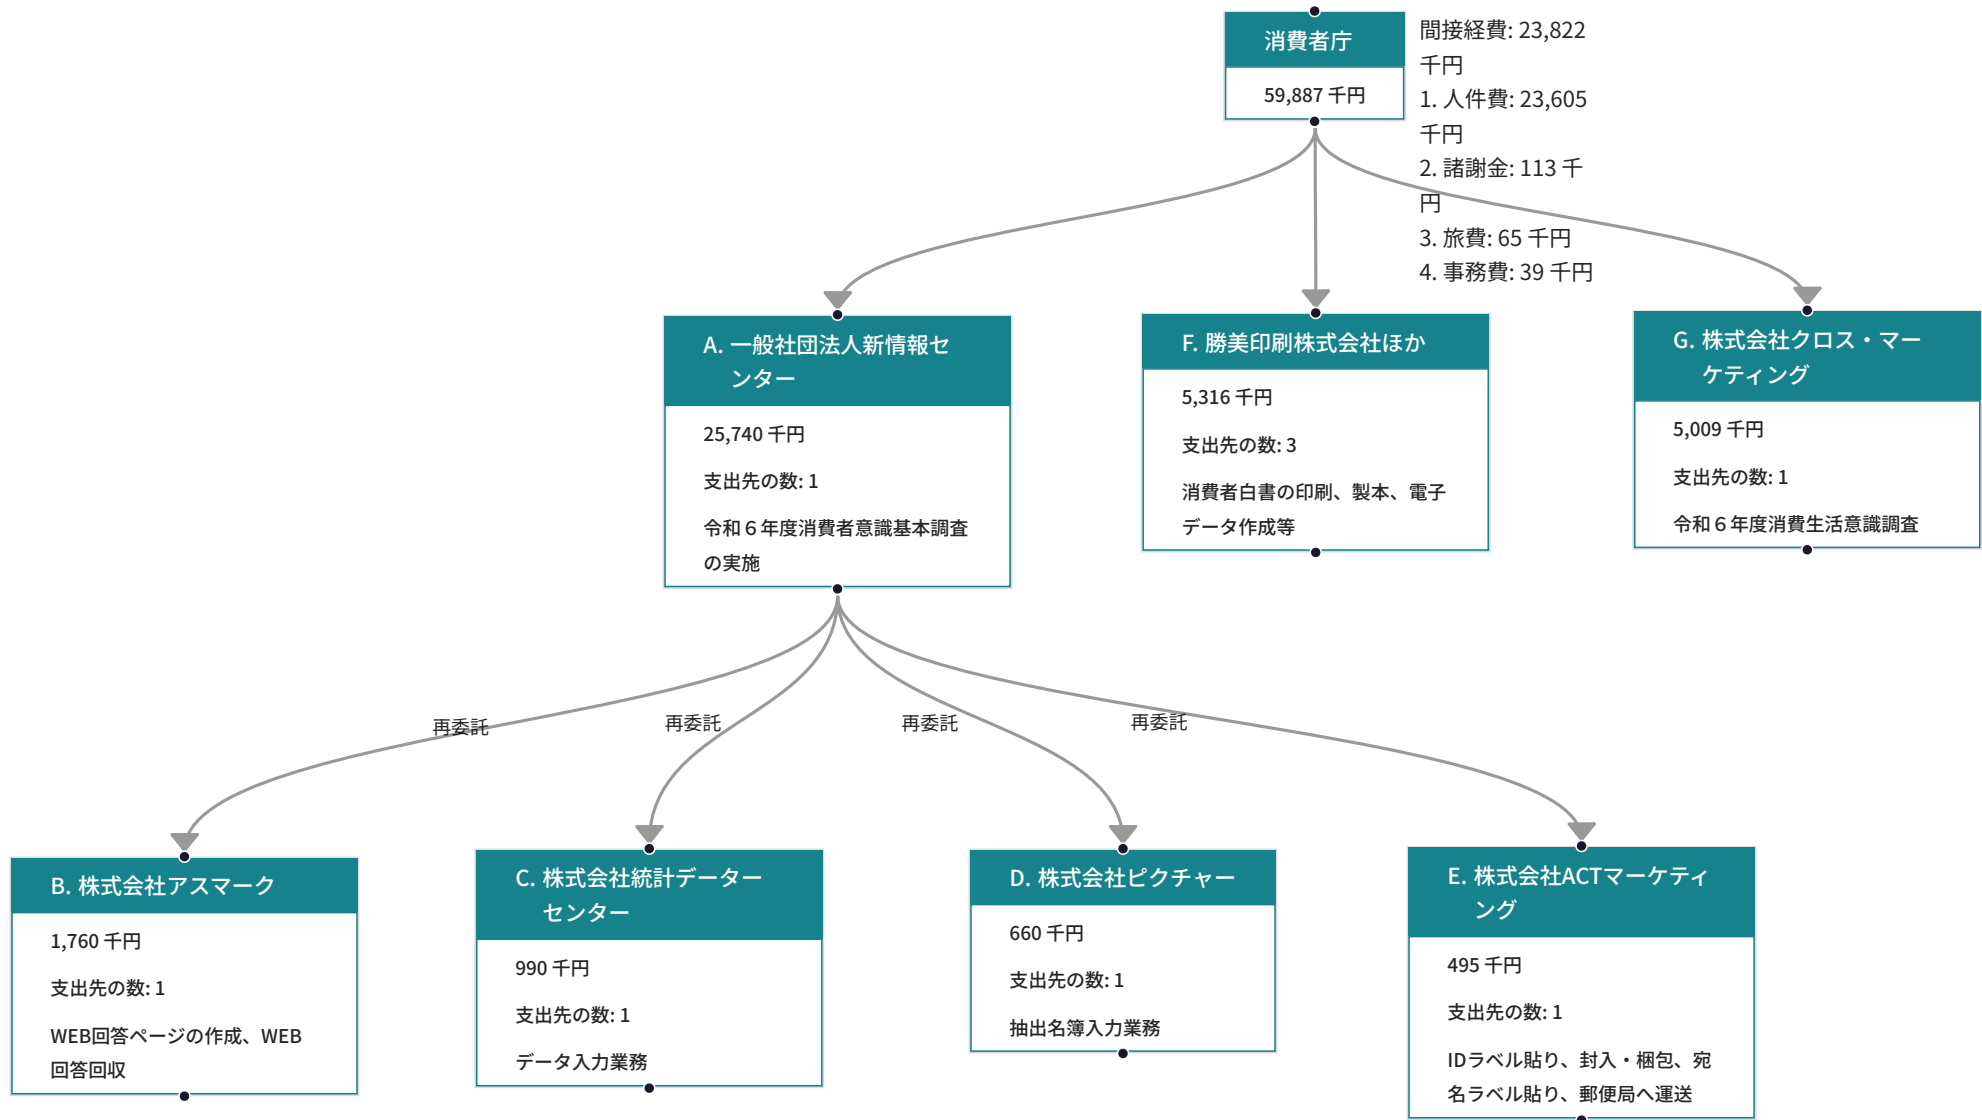 消費者庁
59,887 千円
間接経費: 23,822
千円
1. 人件費: 23,605
千円
2. 諸謝金: 113 千
円
3. 旅費: 65 千円
4. 事務費: 39 千円
A. 一般社団法人新情報セ
ンター
25,740 千円
支出先の数: 1
令和６年度消費者意識基本調査
の実施
F. 勝美印刷株式会社ほか
5,316 千円
支出先の数: 3
消費者白書の印刷、製本、電子
データ作成等
G. 株式会社クロス・マー
ケティング
5,009 千円
支出先の数: 1
令和６年度消費生活意識調査
再委託
再委託
再委託
再委託
B. 株式会社アスマーク
1,760 千円
支出先の数: 1
WEB回答ページの作成、WEB
回答回収
C. 株式会社統計データー
センター
990 千円
支出先の数: 1
データ入力業務
D. 株式会社ピクチャー
660 千円
支出先の数: 1
抽出名簿入力業務
E. 株式会社ACTマーケティ
ング
495 千円
支出先の数: 1
IDラベル貼り、封入・梱包、宛
名ラベル貼り、郵便局へ運送